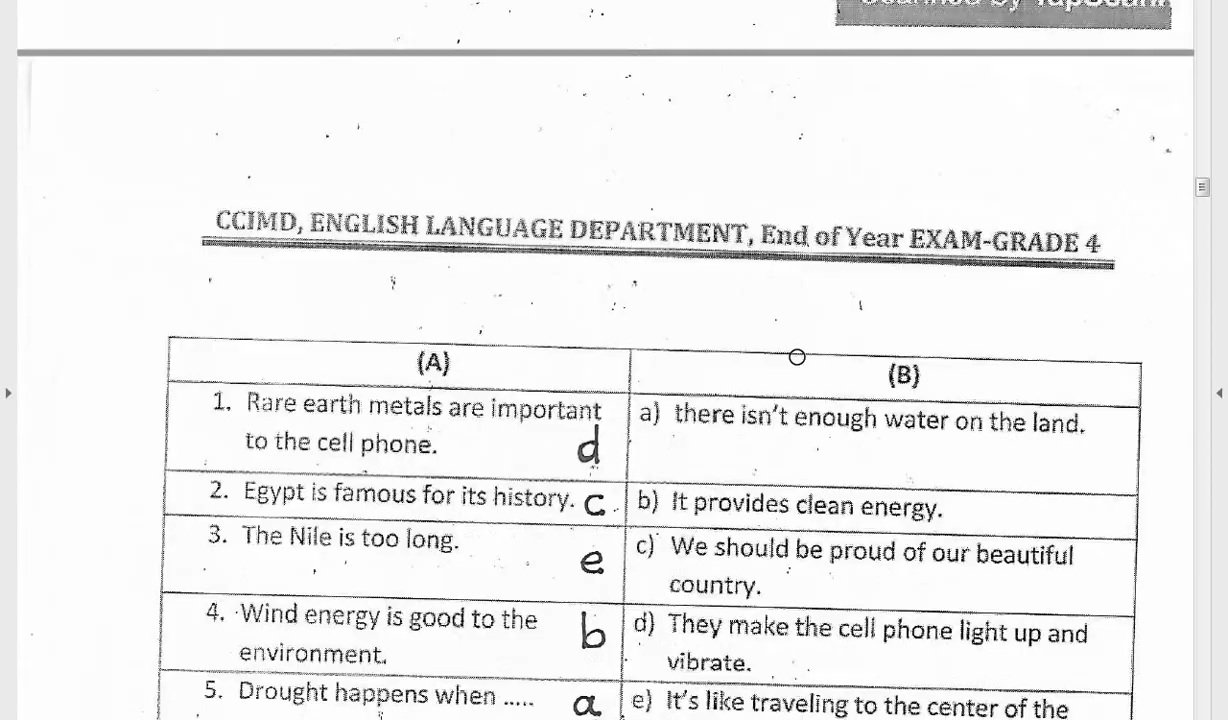 CCIMD, ENGLISH LANGUAGE DEPARTMENT, End of Year EXAM-GRADE 4
(A)
(B)
1. Rare earth metals are important
to the cell phone.
d
a) there isn't enough water on the land.
2. Egypt is famous for its history.
c
b) It provides clean energy.
3. The Nile is too long.
e
c) We should be proud of our beautiful
country.
4. Wind energy is good to the
environment.
b
d) They make the cell phone light up and
vibrate.
5. Drought happens when .....
a
e) It's like traveling to the center of the